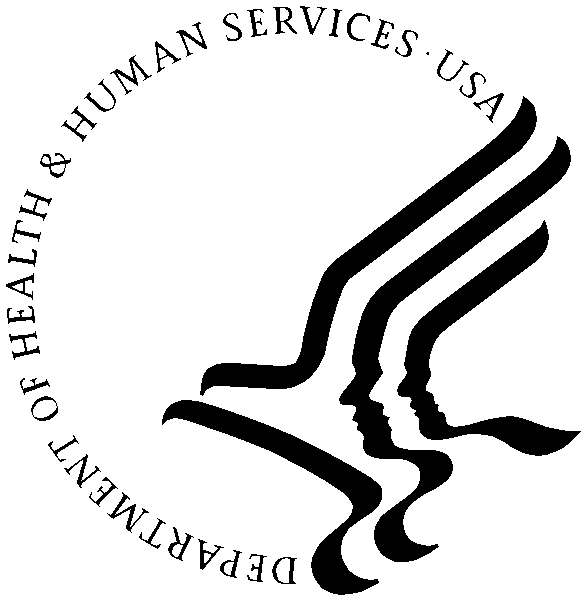 DEPARTMENT OF HEALTH & HUMAN SERVICES · USA